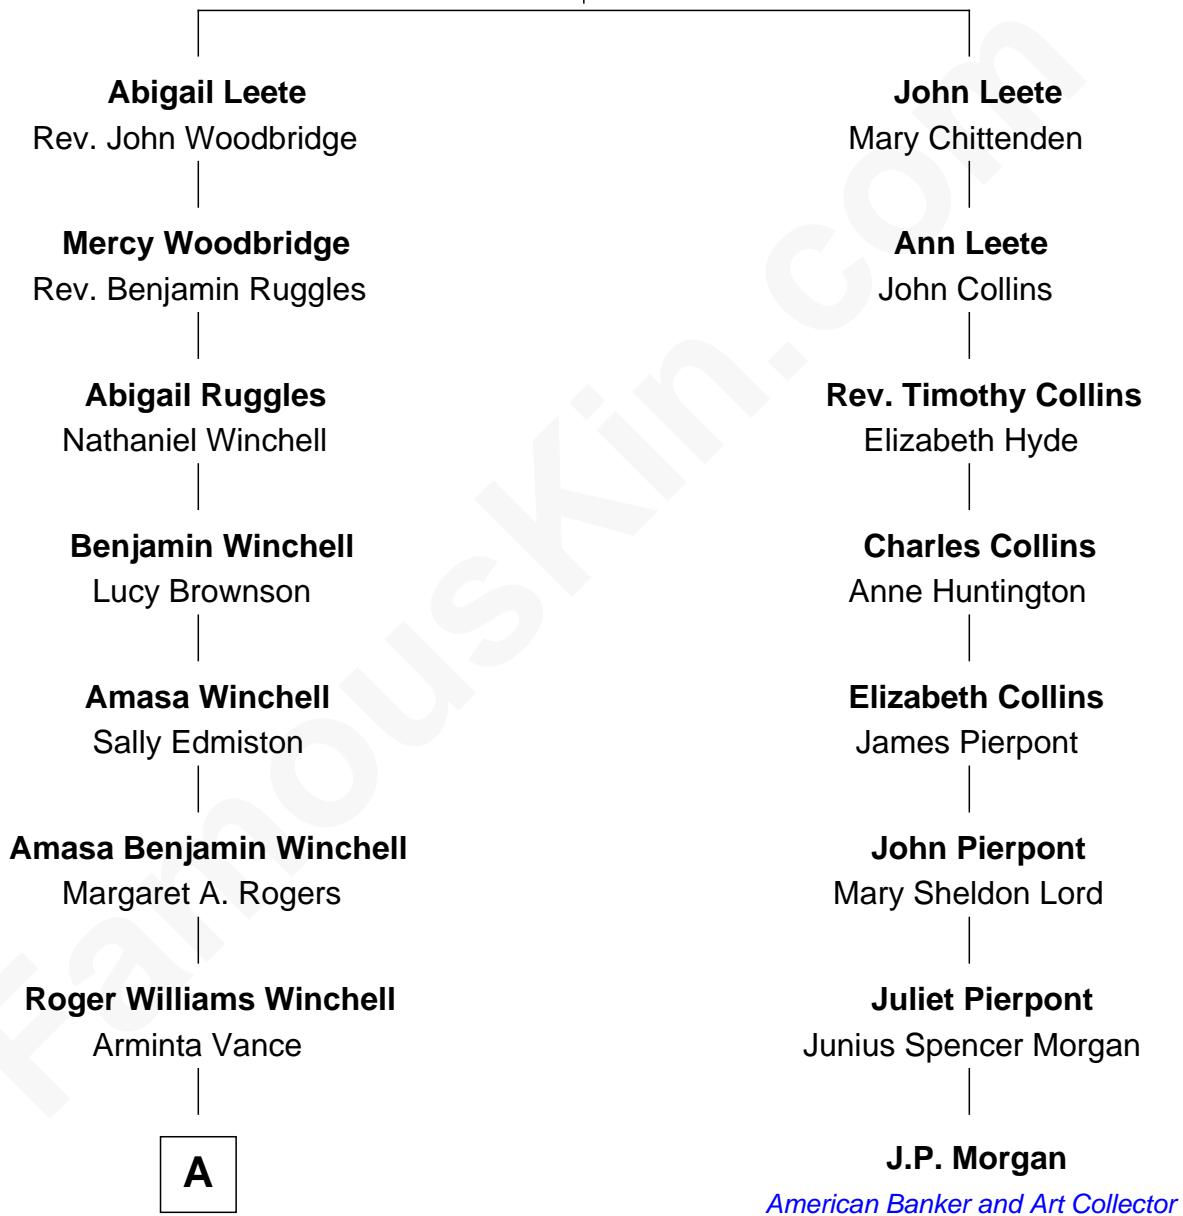 Abigail Leete
Rev. John Woodbridge
Mercy Woodbridge
Rev. Benjamin Ruggles
Abigail Ruggles
Nathaniel Winchell
Benjamin Winchell
Lucy Brownson
Amasa Winchell
Sally Edmiston
Amasa Benjamin Winchell
Margaret A. Rogers
Roger Williams Winchell
Arminta Vance
A
John Leete
Mary Chittenden
Ann Leete
John Collins
Rev. Timothy Collins
Elizabeth Hyde
Charles Collins
Anne Huntington
Elizabeth Collins
James Pierpont
John Pierpont
Mary Sheldon Lord
Juliet Pierpont
Junius Spencer Morgan
J.P. Morgan
American Banker and Art Collector
FamousKin.com